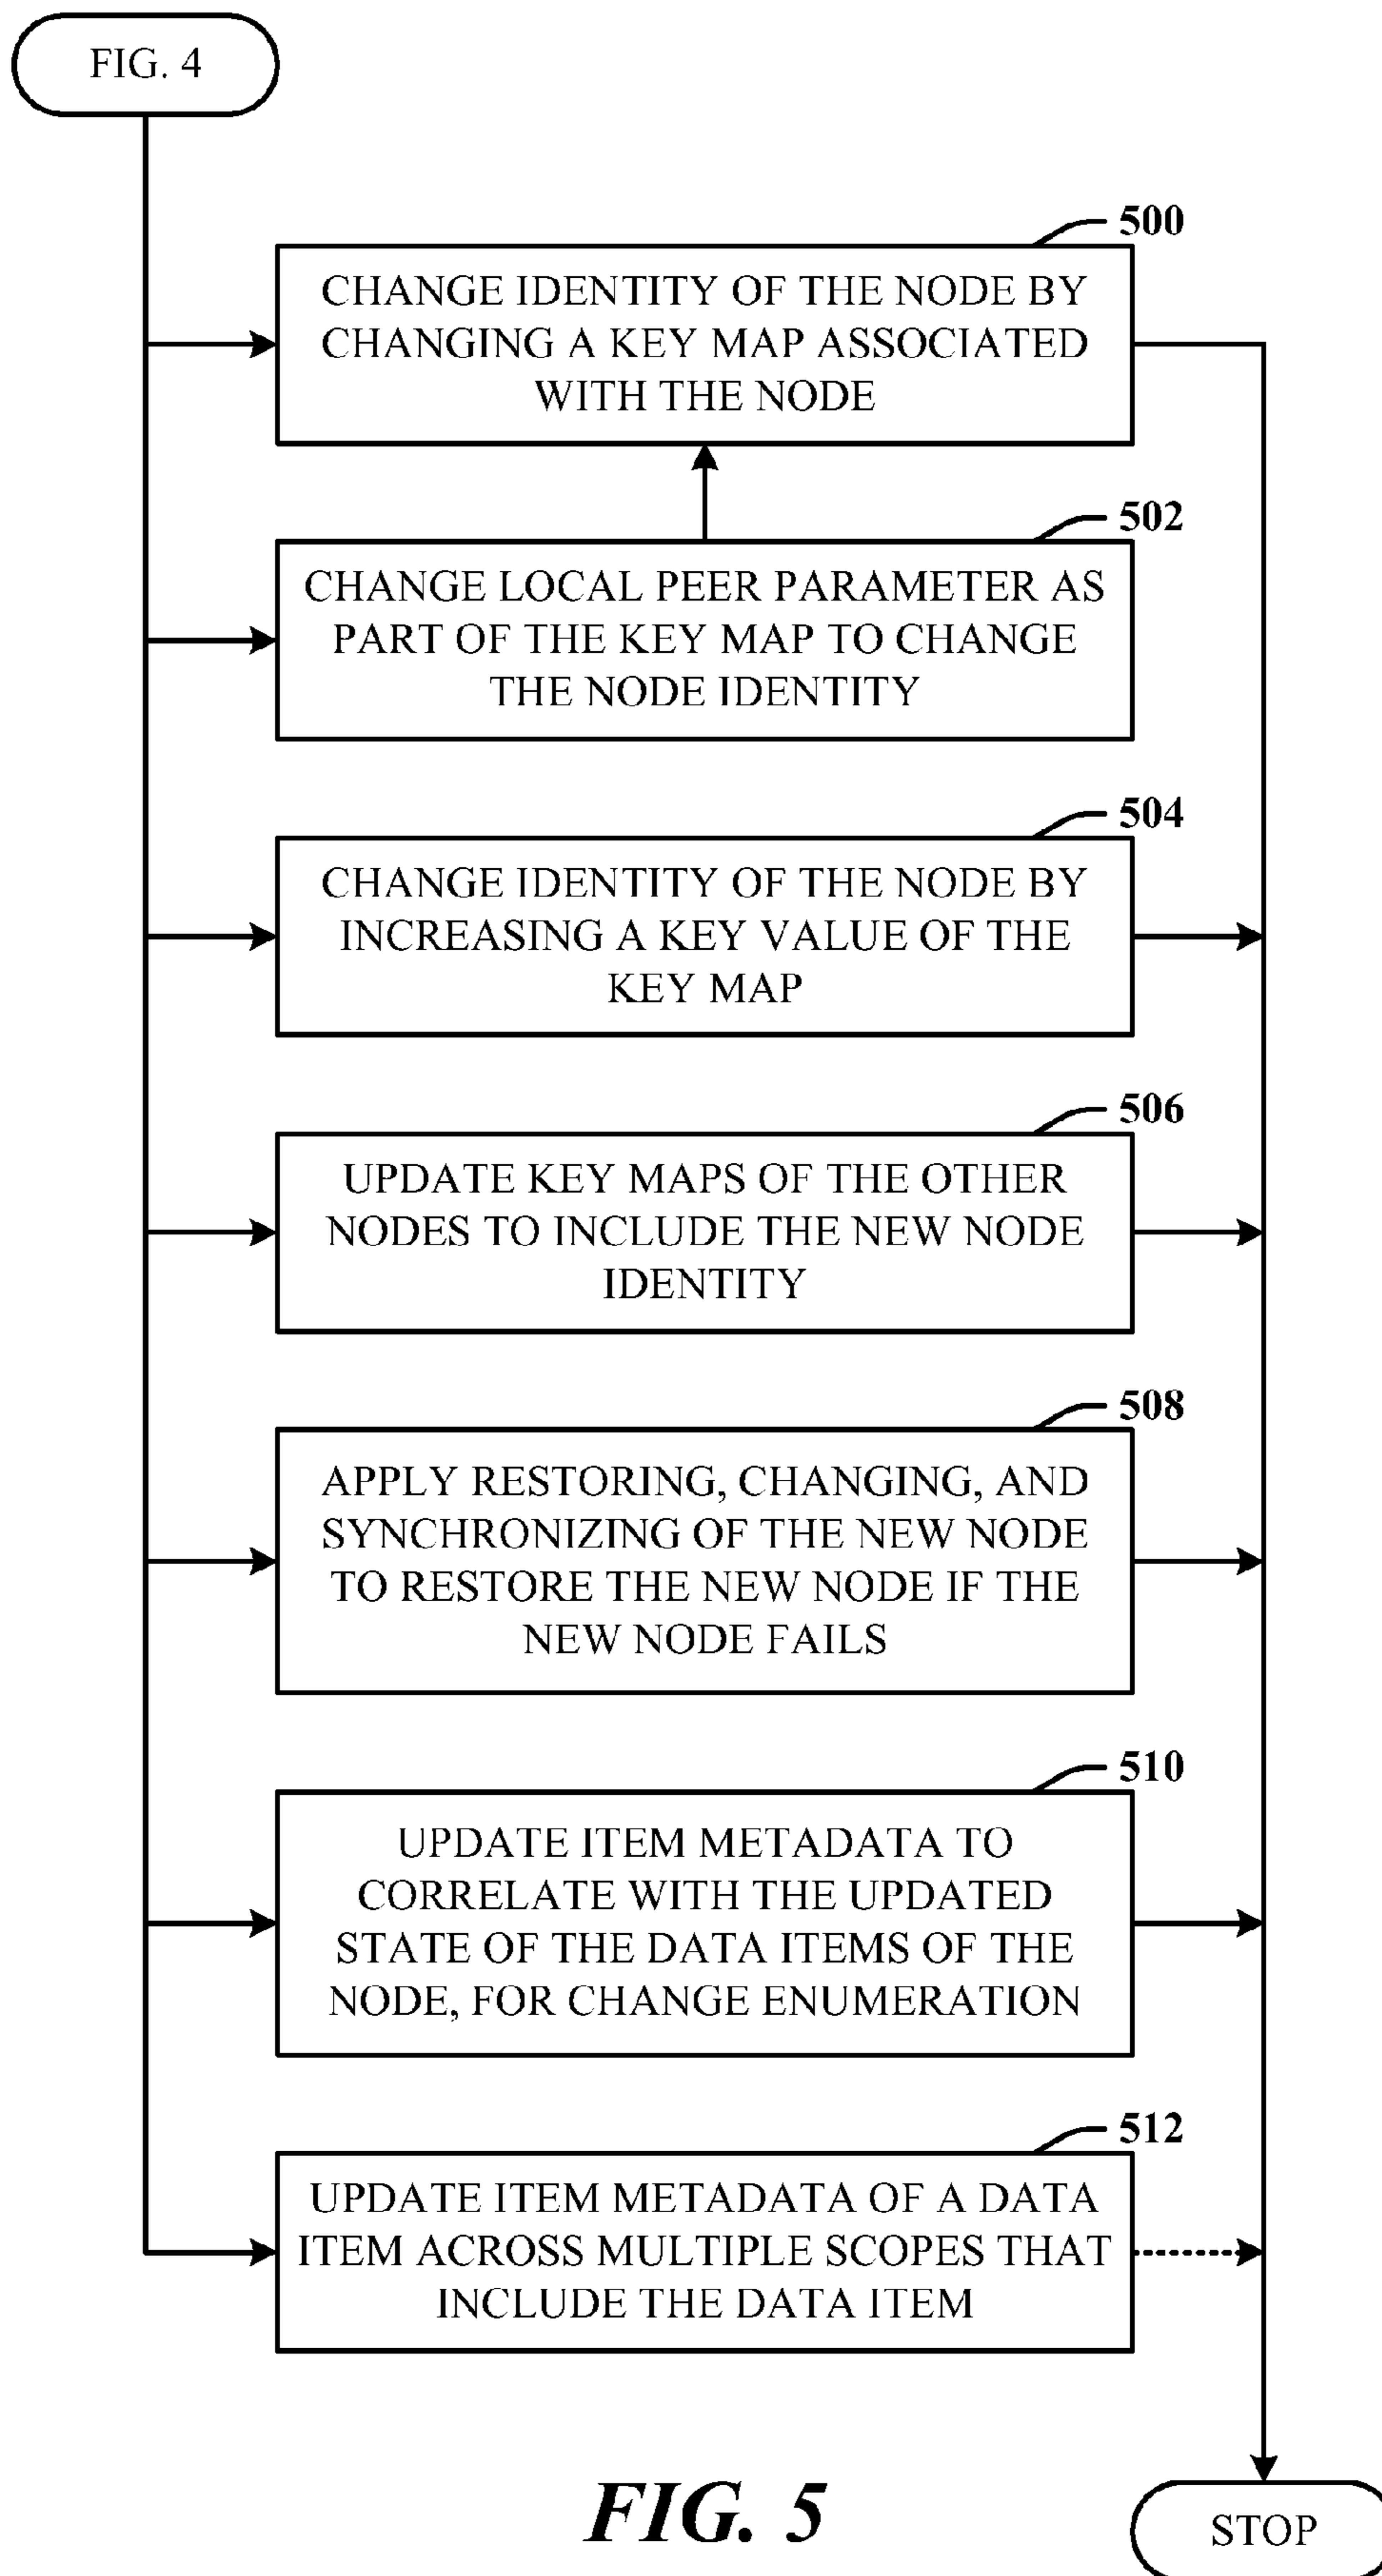 FIG. 4
500
CHANGE IDENTITY OF THE NODE BY
CHANGING A KEY MAP ASSOCIATED
WITH THE NODE
502
CHANGE LOCAL PEER PARAMETER AS
PART OF THE KEY MAP TO CHANGE
THE NODE IDENTITY
504
CHANGE IDENTITY OF THE NODE BY
INCREASING A KEY VALUE OF THE
KEY MAP
506
UPDATE KEY MAPS OF THE OTHER
NODES TO INCLUDE THE NEW NODE
IDENTITY
508
APPLY RESTORING, CHANGING, AND
SYNCHRONIZING OF THE NEW NODE
TO RESTORE THE NEW NODE IF THE
NEW NODE FAILS
510
UPDATE ITEM METADATA TO
CORRELATE WITH THE UPDATED
STATE OF THE DATA ITEMS OF THE
NODE, FOR CHANGE ENUMERATION
512
UPDATE ITEM METADATA OF A DATA
ITEM ACROSS MULTIPLE SCOPES THAT
INCLUDE THE DATA ITEM
FIG. 5
STOP